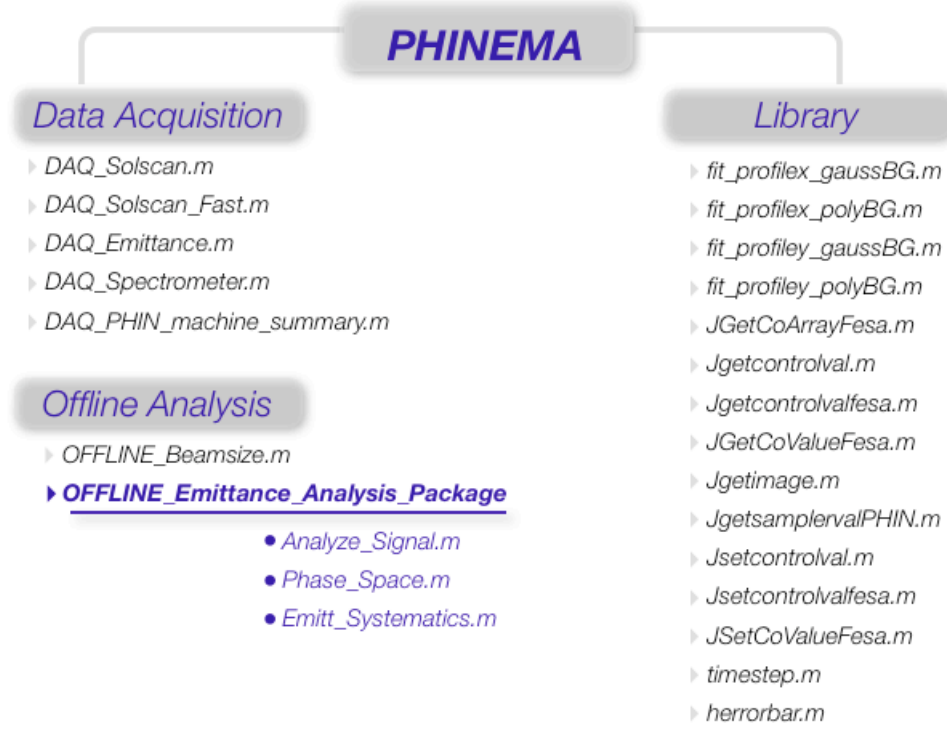 PHINEMA
Data Acquisition
DAQ_Solscan.m
DAQ_Solscan_Fast.m
DAQ_Emittance.m
DAQ_Spectrometer.m
DAQ_PHIN_machine_summary.m
Offline Analysis
OFFLINE_Beamsize.m
OFFLINE_Emittance_Analysis_Package
Analyze_Signal.m
Phase_Space.m
Emitt_Systematics.m
Library
fit_profilex_gaussBG.m
fit_profilex_polyBG.m
fit_profiley_gaussBG.m
fit_profiley_polyBG.m
JGetCoArrayFesa.m
Jgetcontrolval.m
Jgetcontrolvalfesa.m
JGetCoValueFesa.m
Jgetimage.m
JgetsamplervalPHIN.m
Jsetcontrolval.m
Jsetcontrolvalfesa.m
JSetCoValueFesa.m
timestep.m
herrorbar.m